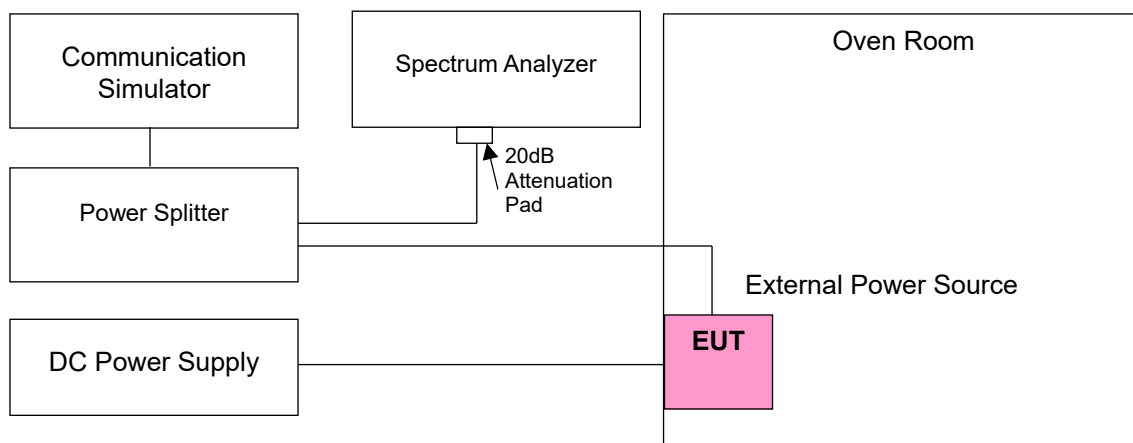 Communication
Simulator
Spectrum Analyzer
Oven Room
20dB
Attenuation
Pad
Power Splitter
External Power Source
EUT
DC Power Supply